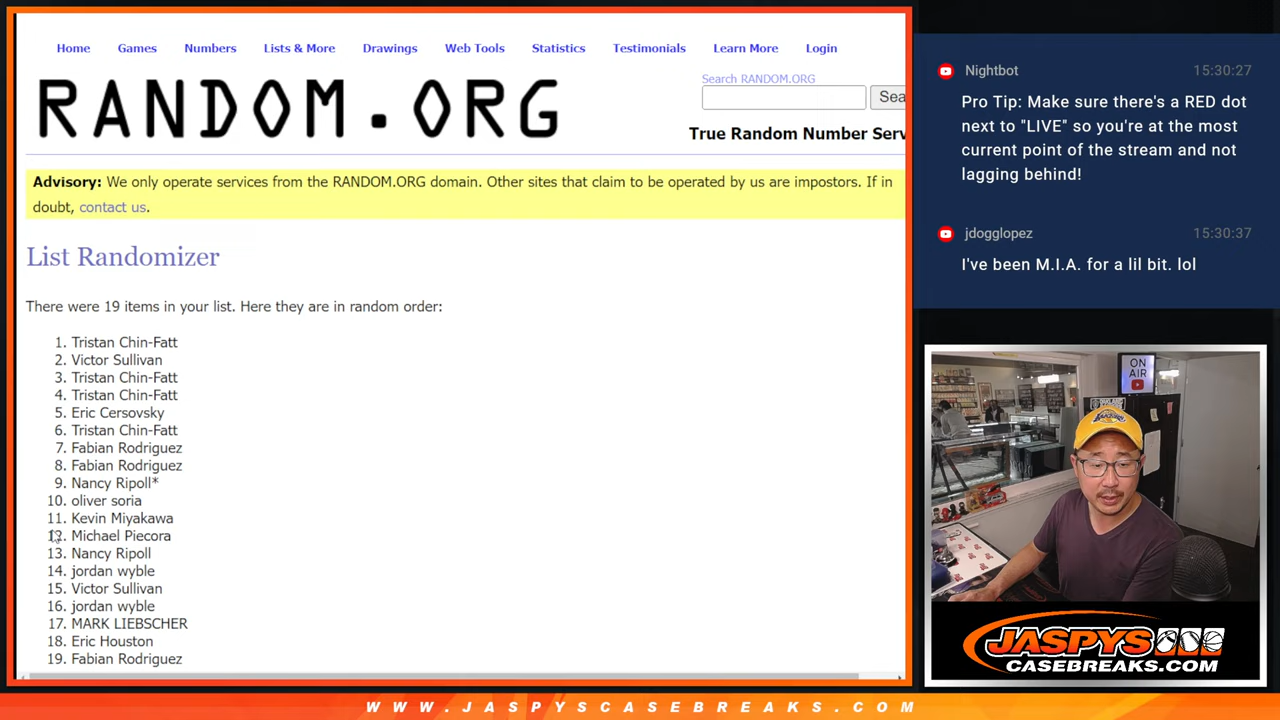 Home Games Numbers Lists & More Drawings Web Tools Statistics Testimonials Learn More Login
RANDOM.ORG
Search RANDOM.ORG
Sea
True Random Number Serv
Advisory: We only operate services from the RANDOM.ORG domain. Other sites that claim to be operated by us are impostors. If in
doubt, contact us.
List Randomizer
There were 19 items in your list. Here they are in random order:
1. Tristan Chin-Fatt
2. Victor Sullivan
3. Tristan Chin-Fatt
4. Tristan Chin-Fatt
5. Eric Cersovsky
6. Tristan Chin-Fatt
7. Fabian Rodriguez
8. Fabian Rodriguez
9. Nancy Ripoll*
10. oliver soria
11. Kevin Miyakawa
12. Michael Piecora
13. Nancy Ripoll
14. jordan wyble
15. Victor Sullivan
16. jordan wyble
17. MARK LIEBSCHER
18. Eric Houston
19. Fabian Rodriguez
Nightbot 15:30:27
Pro Tip: Make sure there's a RED dot
next to "LIVE" so you're at the most
current point of the stream and not
lagging behind!
jdogglopez 15:30:37
I've been M.I.A. for a lil bit. lol
ON
AIR
JASPYS
CASEBREAKS.COM
WWW.JASPYSCASEBREAKS.COM